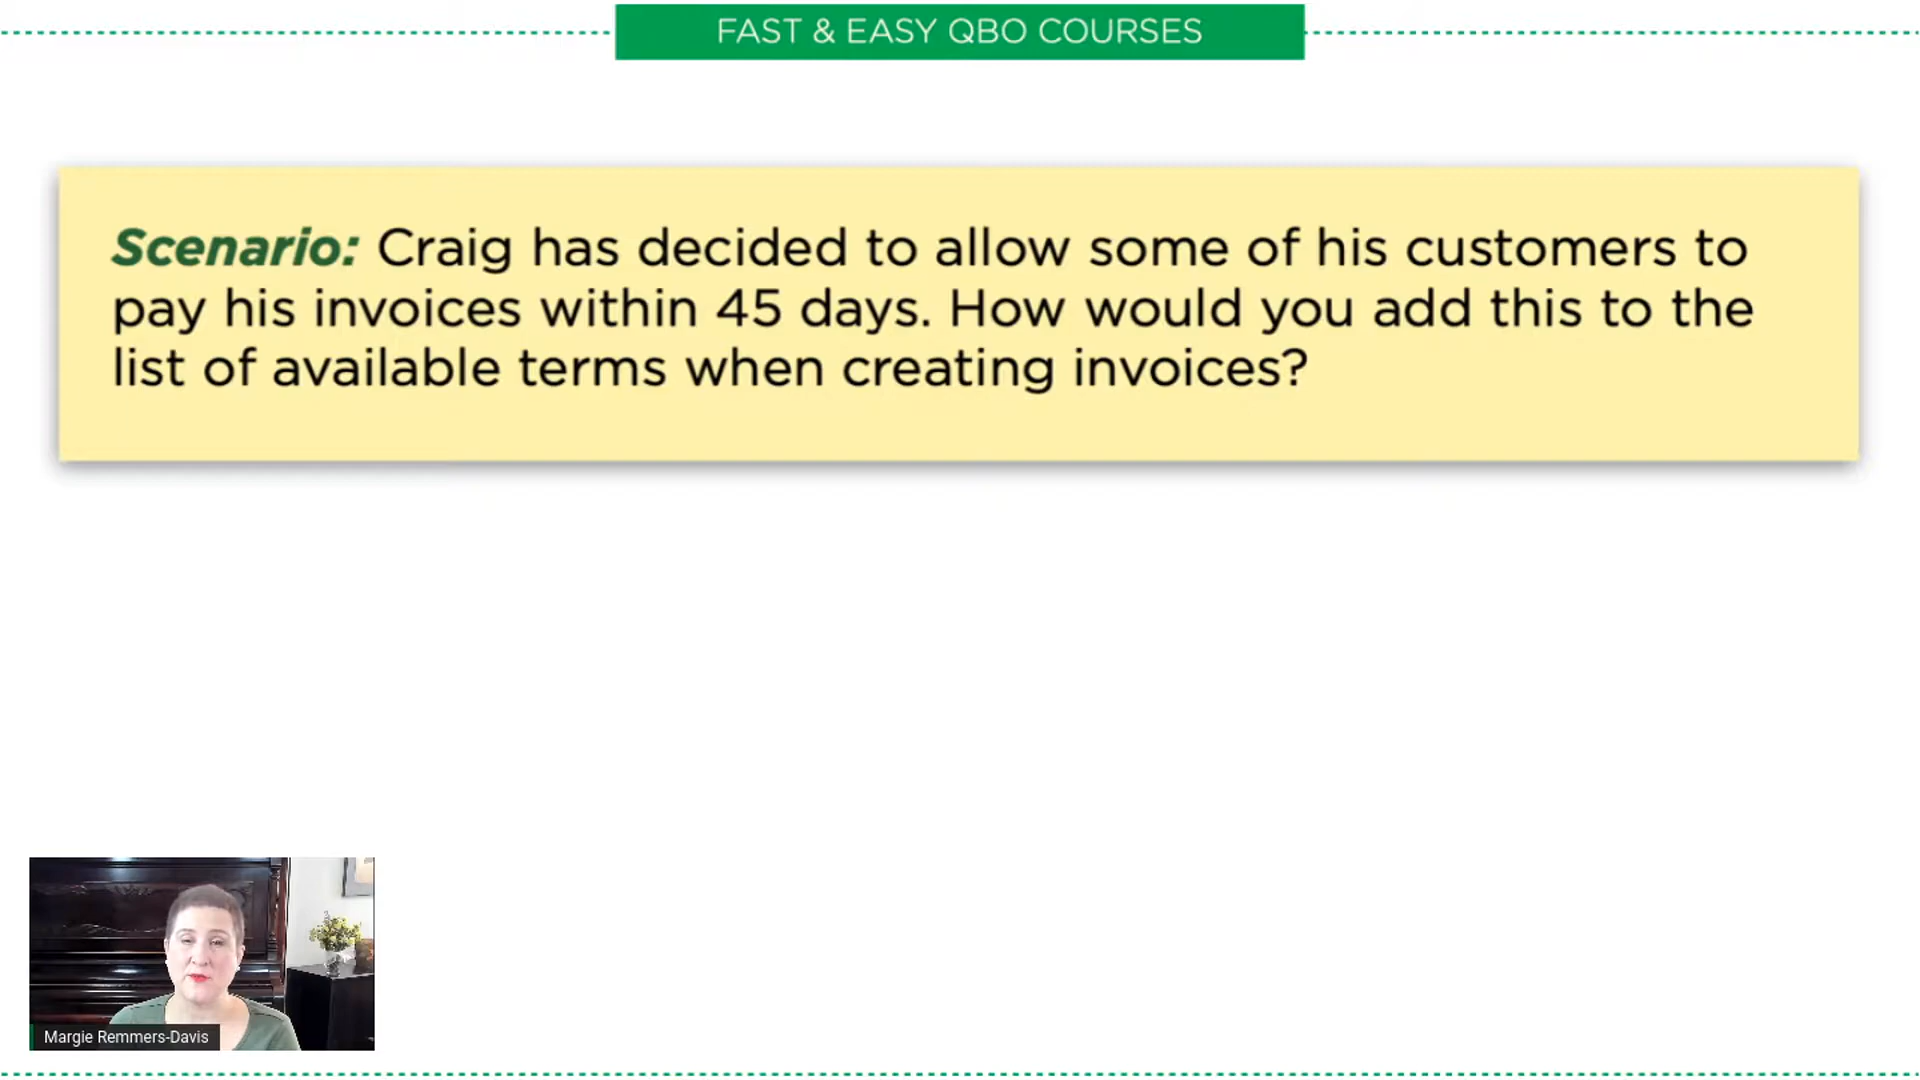 FAST & EASY QBO COURSES
Scenario: Craig has decided to allow some of his customers to
pay his invoices within 45 days. How would you add this to the
list of available terms when creating invoices?
Margie Remmers-Davis